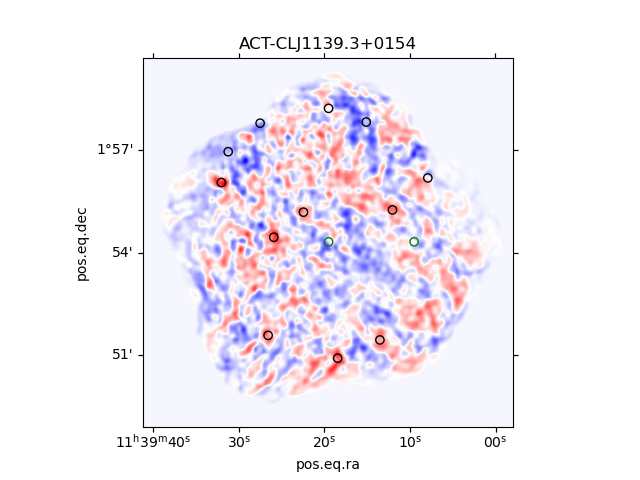 ACT-CLJ1139.3+0154
1°57'
54'
51'
pos.eq.dec
11ʰ39ᵐ40ˢ 30ˢ 20ˢ 10ˢ 00ˢ
pos.eq.ra